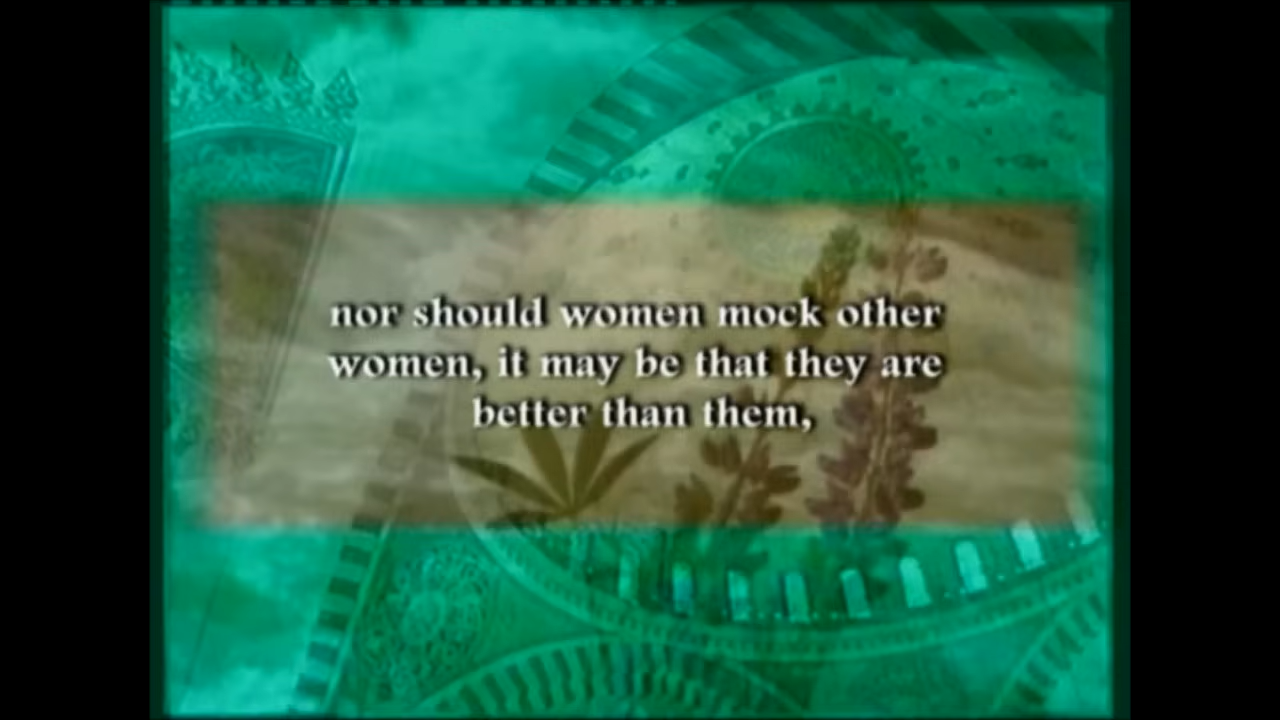 nor should women mock other
women, it may be that they are
better than them,